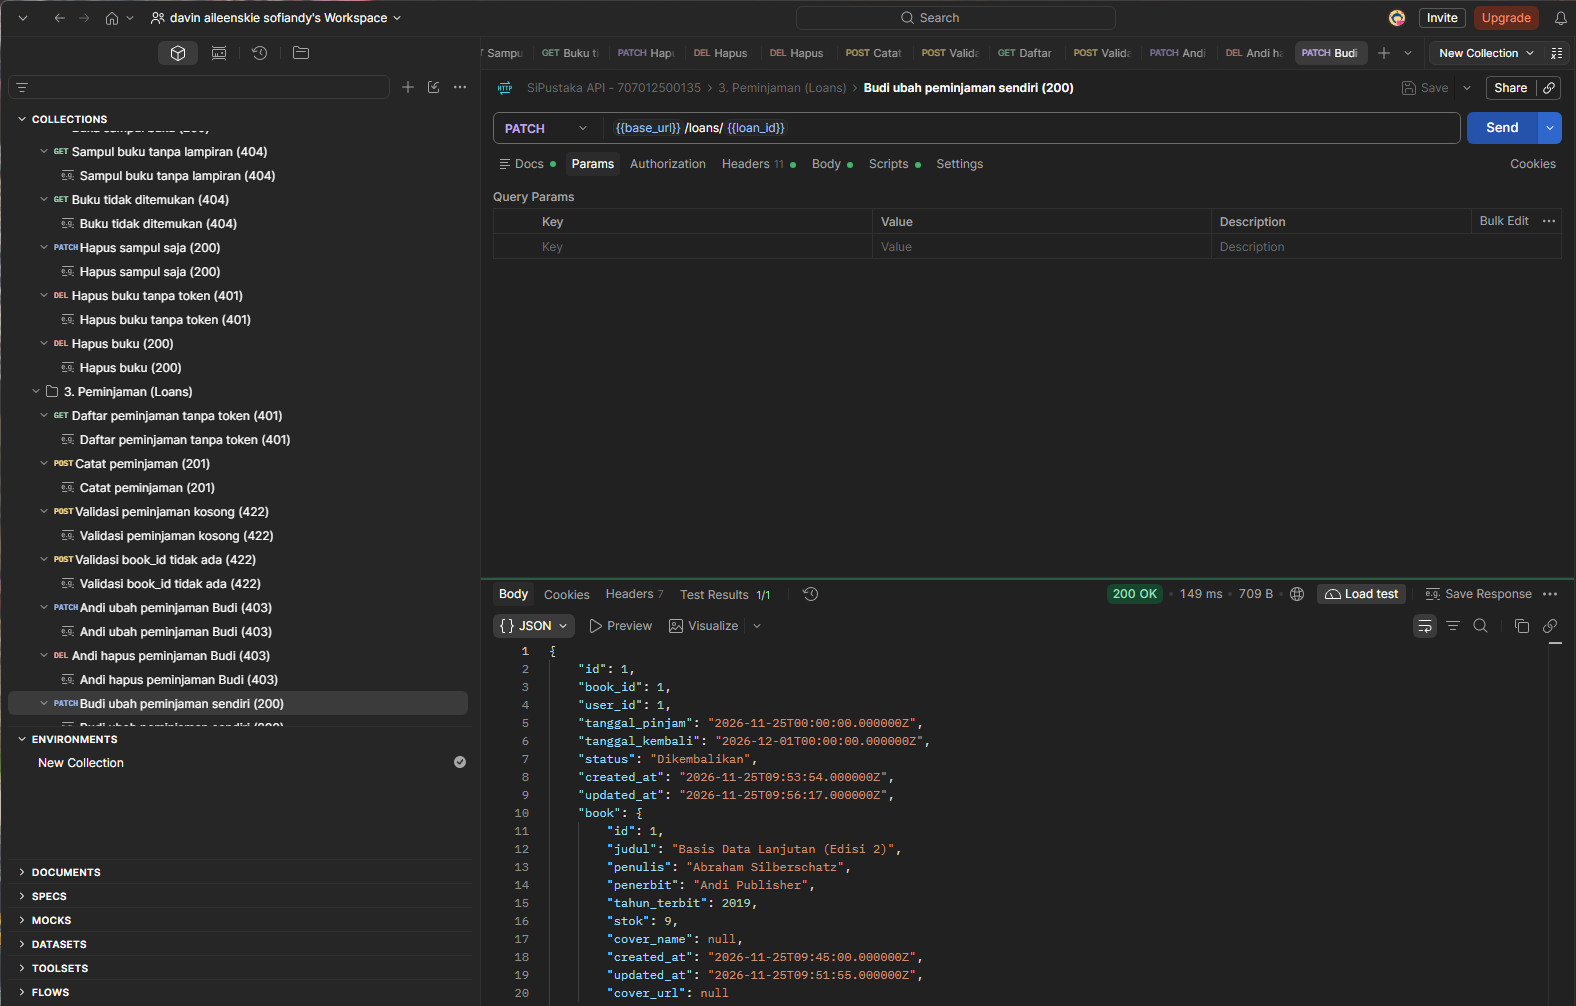 davin aileenskie sofiandy's Workspace
Search
Invite
Upgrade
Sampu
GET Buku ti
PATCH Hapu
DEL Hapus
DEL Hapus
POST Catat
POST Valida
GET Daftar
POST Valida
PATCH Andi
DEL Andi ha
PATCH Budi
New Collection
SiPustaka API - 707012500135 > 3. Peminjaman (Loans) > Budi ubah peminjaman sendiri (200)
Save
Share
COLLECTIONS
GET Sampul buku tanpa lampiran (404)
e.g. Sampul buku tanpa lampiran (404)
GET Buku tidak ditemukan (404)
e.g. Buku tidak ditemukan (404)
PATCH Hapus sampul saja (200)
e.g. Hapus sampul saja (200)
DEL Hapus buku tanpa token (401)
e.g. Hapus buku tanpa token (401)
DEL Hapus buku (200)
e.g. Hapus buku (200)
3. Peminjaman (Loans)
GET Daftar peminjaman tanpa token (401)
e.g. Daftar peminjaman tanpa token (401)
POST Catat peminjaman (201)
e.g. Catat peminjaman (201)
POST Validasi peminjaman kosong (422)
e.g. Validasi peminjaman kosong (422)
POST Validasi book_id tidak ada (422)
e.g. Validasi book_id tidak ada (422)
PATCH Andi ubah peminjaman Budi (403)
e.g. Andi ubah peminjaman Budi (403)
DEL Andi hapus peminjaman Budi (403)
e.g. Andi hapus peminjaman Budi (403)
PATCH Budi ubah peminjaman sendiri (200)
ENVIRONMENTS
New Collection
DOCUMENTS
SPECS
MOCKS
DATASETS
TOOLSETS
FLOWS
PATCH {{base_url}} /loans/ {{loan_id}}
Send
Docs
Params
Authorization
Headers 11
Body
Scripts
Settings
Cookies
Query Params
Key Value Description Bulk Edit
Key Value Description
Body
Cookies
Headers 7
Test Results 1/1
200 OK
149 ms
709 B
Load test
e.g. Save Response
{} JSON
Preview
Visualize
1 {
2 "id": 1,
3 "book_id": 1,
4 "user_id": 1,
5 "tanggal_pinjam": "2026-11-25T00:00:00.000000Z",
6 "tanggal_kembali": "2026-12-01T00:00:00.000000Z",
7 "status": "Dikembalikan",
8 "created_at": "2026-11-25T09:53:54.000000Z",
9 "updated_at": "2026-11-25T09:56:17.000000Z",
10 "book": {
11 "id": 1,
12 "judul": "Basis Data Lanjutan (Edisi 2)",
13 "penulis": "Abraham Silberschatz",
14 "penerbit": "Andi Publisher",
15 "tahun_terbit": 2019,
16 "stok": 9,
17 "cover_name": null,
18 "created_at": "2026-11-25T09:45:00.000000Z",
19 "updated_at": "2026-11-25T09:51:55.000000Z",
20 "cover_url": null